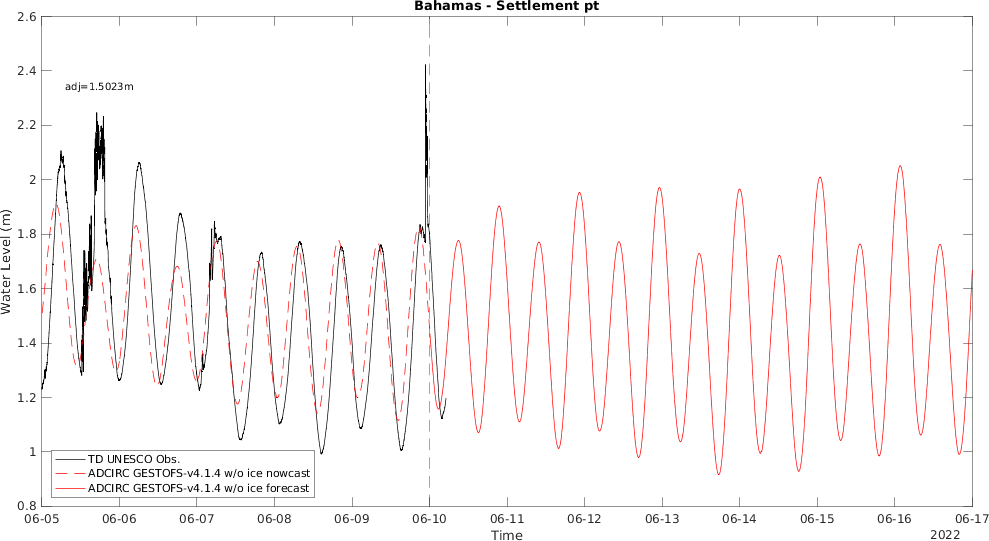 Bahamas - Settlement pt
2.6
2.4
2.2
2
1.8
1.6
1.4
1.2
1
0.8
Water Level (m)
adj=1.5023m
TD UNESCO Obs.
ADCIRC GESTOFS-v4.1.4 w/o ice nowcast
ADCIRC GESTOFS-v4.1.4 w/o ice forecast
06-05 06-06 06-07 06-08 06-09 06-10 06-11 06-12 06-13 06-14 06-15 06-16 06-17
Time
2022